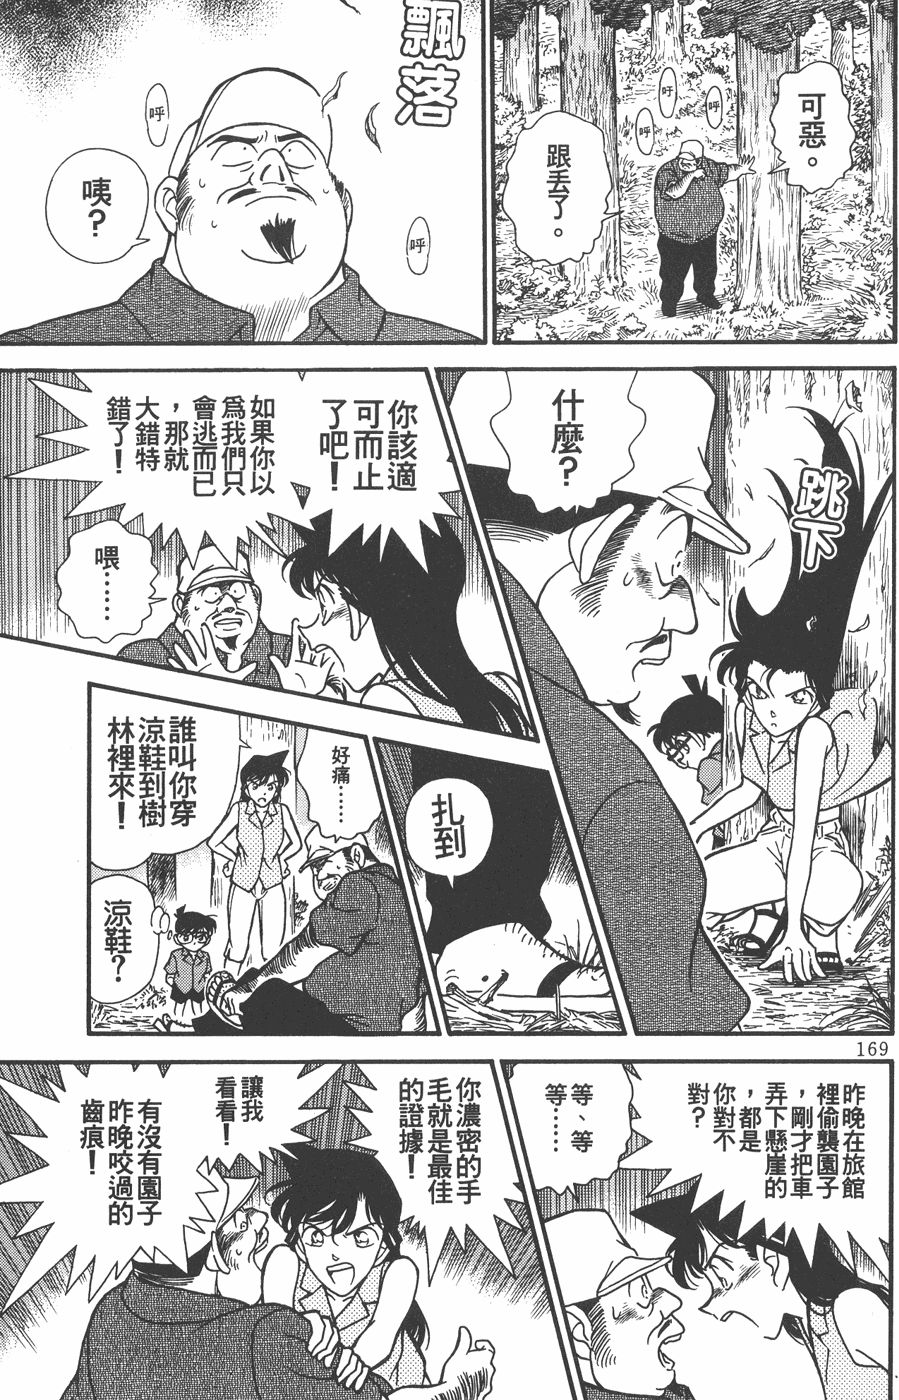 可惡。
呼
呼
呼
跟丟了。
飄落
呼
呼
咦？
跳下
什麼？
你該適
可而止
了吧！
如果你以
為我們只
會逃而已
，那就
大錯特
錯了！
喂……
扎到
好痛……
誰叫你穿
涼鞋到樹
林裡來！
涼鞋？
169
昨晚在旅館
裡偷襲園子
，剛才把車
弄下懸崖的
，都是
你對不
對？
等、等
等……
你濃密的手
毛就是最佳
的證據！
讓我
看看！
有沒有園子
昨晚咬過的
齒痕！